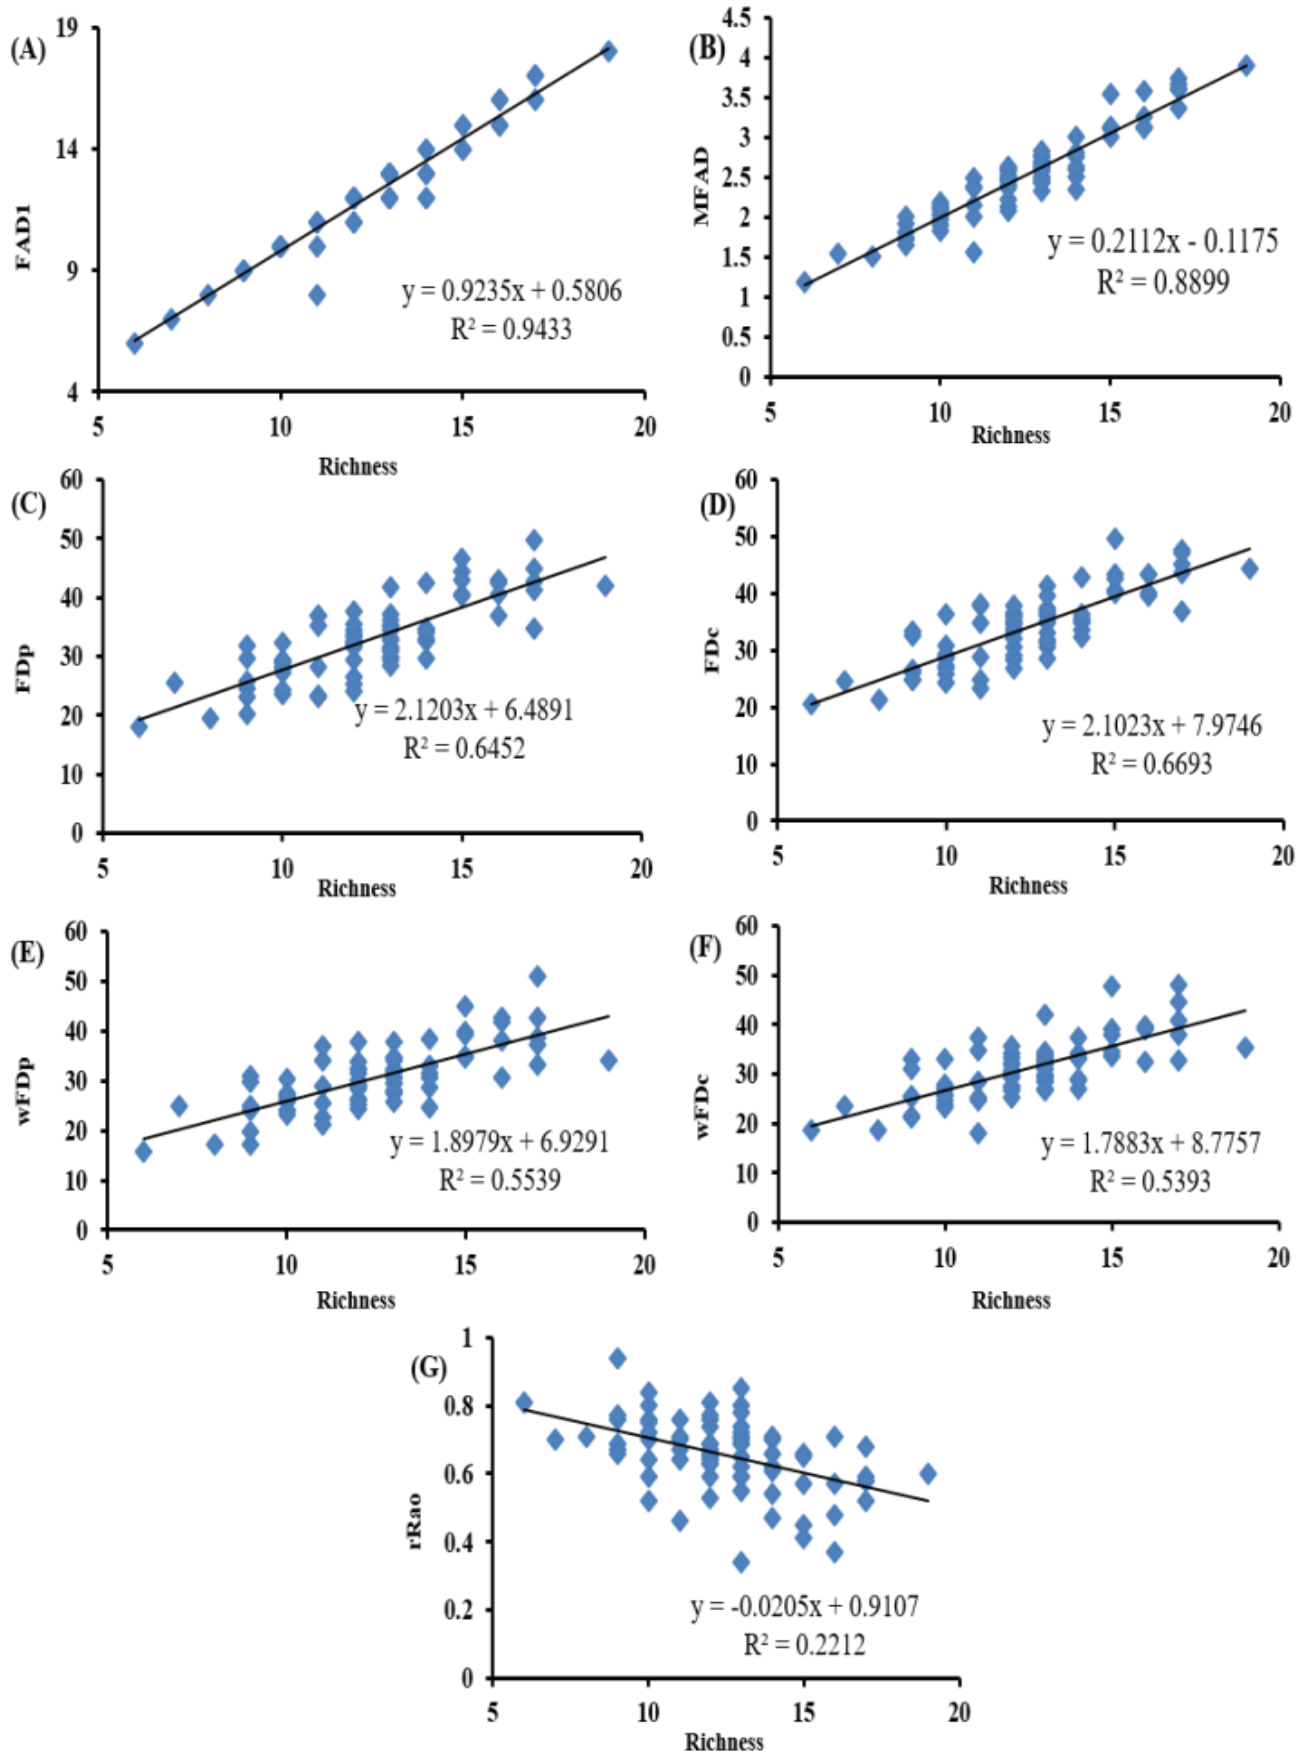 (A)
19
14
9
4
FAD1
y = 0.9235x + 0.5806
R² = 0.9433
5 10 15 20
Richness
(B)
4.5
4
3.5
3
2.5
2
1.5
1
0.5
0
MFAD
y = 0.2112x - 0.1175
R² = 0.8899
5 10 15 20
Richness
(C)
60
50
40
30
20
10
0
FDp
y = 2.1203x + 6.4891
R² = 0.6452
5 10 15 20
Richness
(D)
60
50
40
30
20
10
0
FDc
y = 2.1023x + 7.9746
R² = 0.6693
5 10 15 20
Richness
(E)
60
50
40
30
20
10
0
wFDp
y = 1.8979x + 6.9291
R² = 0.5539
5 10 15 20
Richness
(F)
60
50
40
30
20
10
0
wFDc
y = 1.7883x + 8.7757
R² = 0.5393
5 10 15 20
Richness
(G)
1
0.8
0.6
0.4
0.2
0
rRao
y = -0.0205x + 0.9107
R² = 0.2212
5 10 15 20
Richness